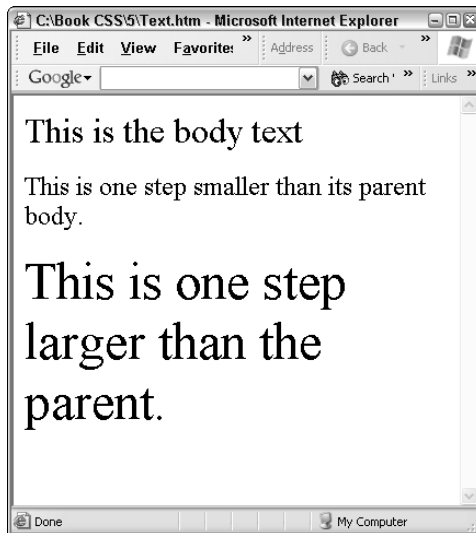 C:\Book CSS\5\Text.htm - Microsoft Internet Explorer
File Edit View Favorites » Address Back »
Google Search » Links »
This is the body text
This is one step smaller than its parent
body.
This is one step
larger than the
parent.
Done My Computer